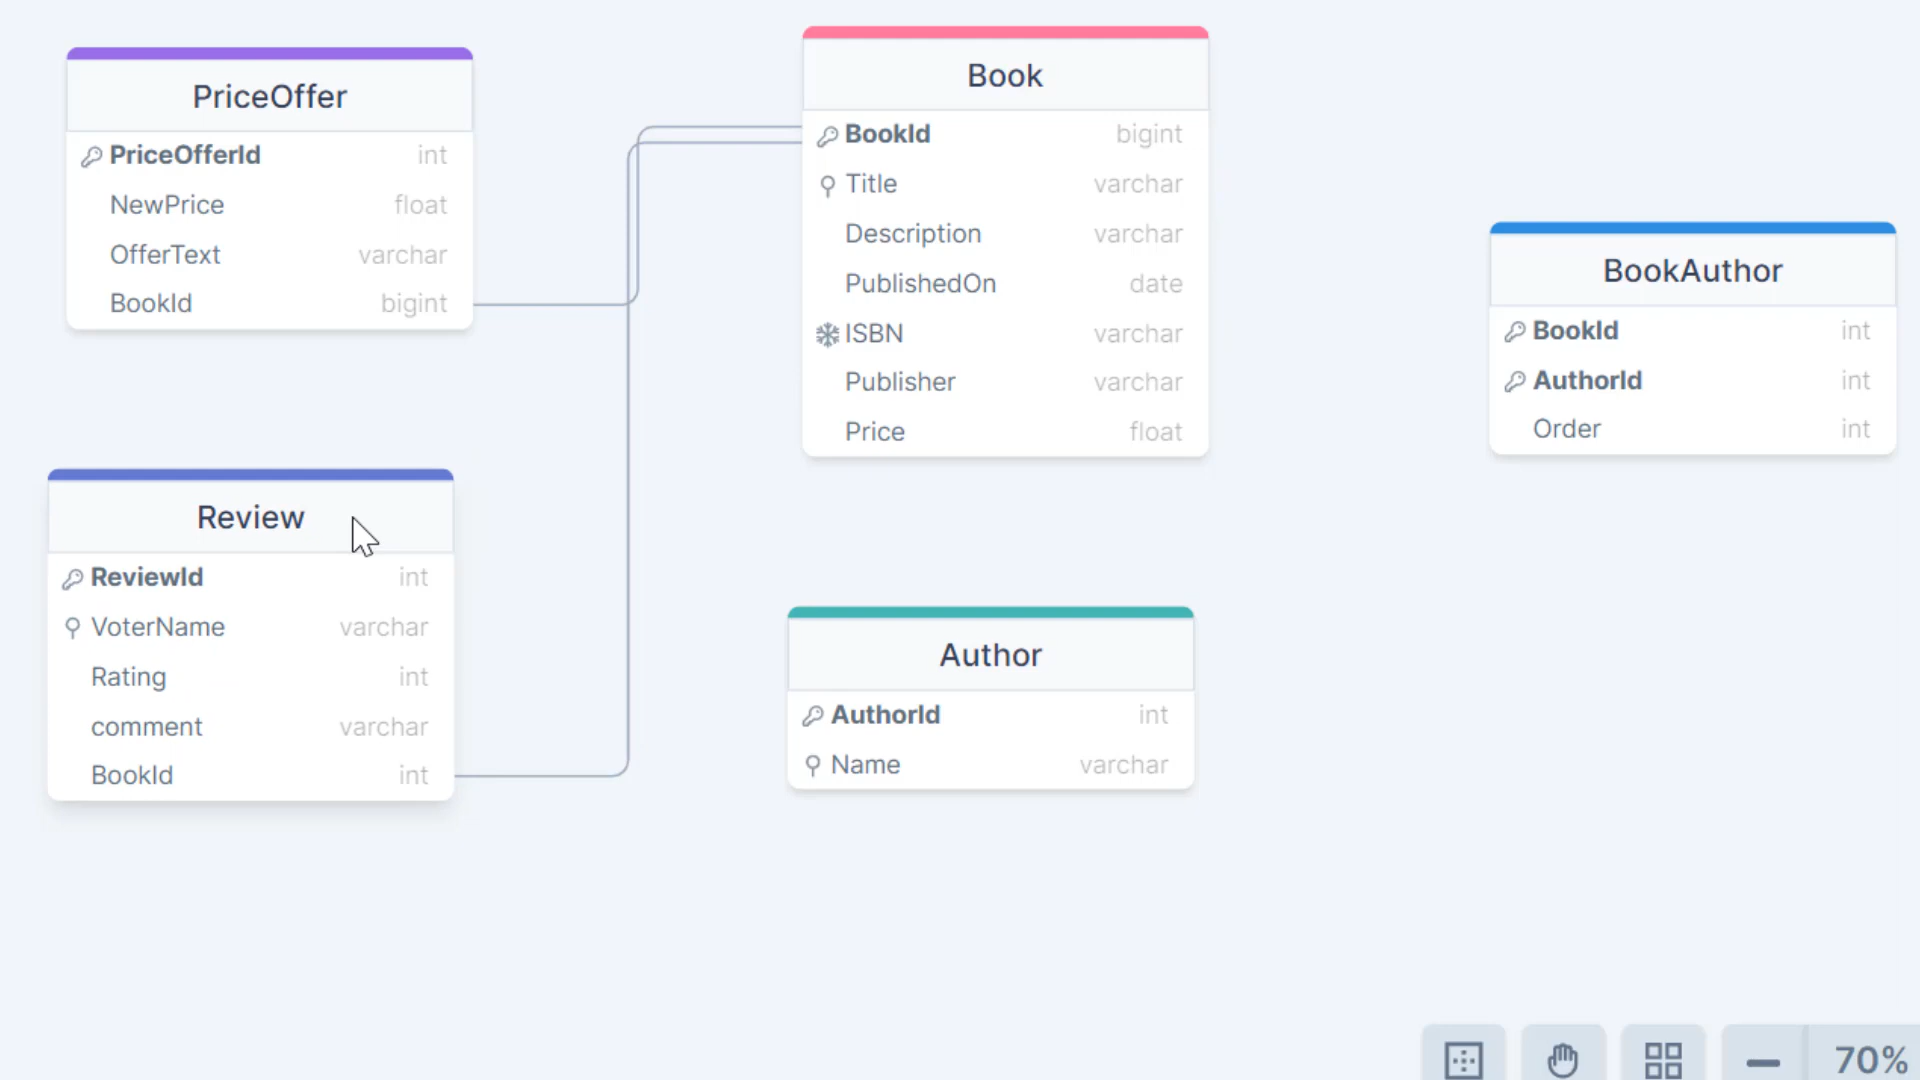 PriceOffer
PriceOfferId int
NewPrice float
OfferText varchar
BookId bigint
Book
BookId bigint
Title varchar
Description varchar
PublishedOn date
ISBN varchar
Publisher varchar
Price float
BookAuthor
BookId int
AuthorId int
Order int
Review
ReviewId int
VoterName varchar
Rating int
comment varchar
BookId int
Author
AuthorId int
Name varchar
70%